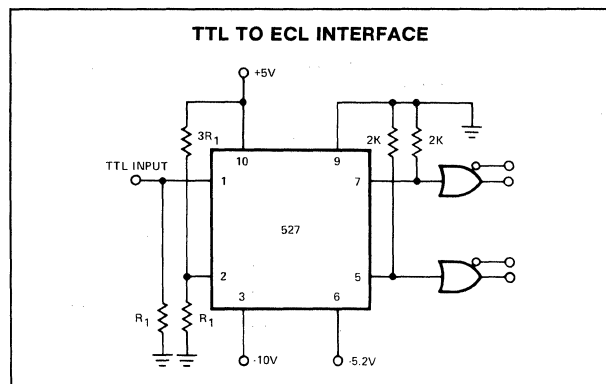 TTL TO ECL INTERFACE
+5V
3R1
2K
2K
10
9
TTL INPUT
1
7
527
2
5
R1
R1
3
6
-10V
-5.2V